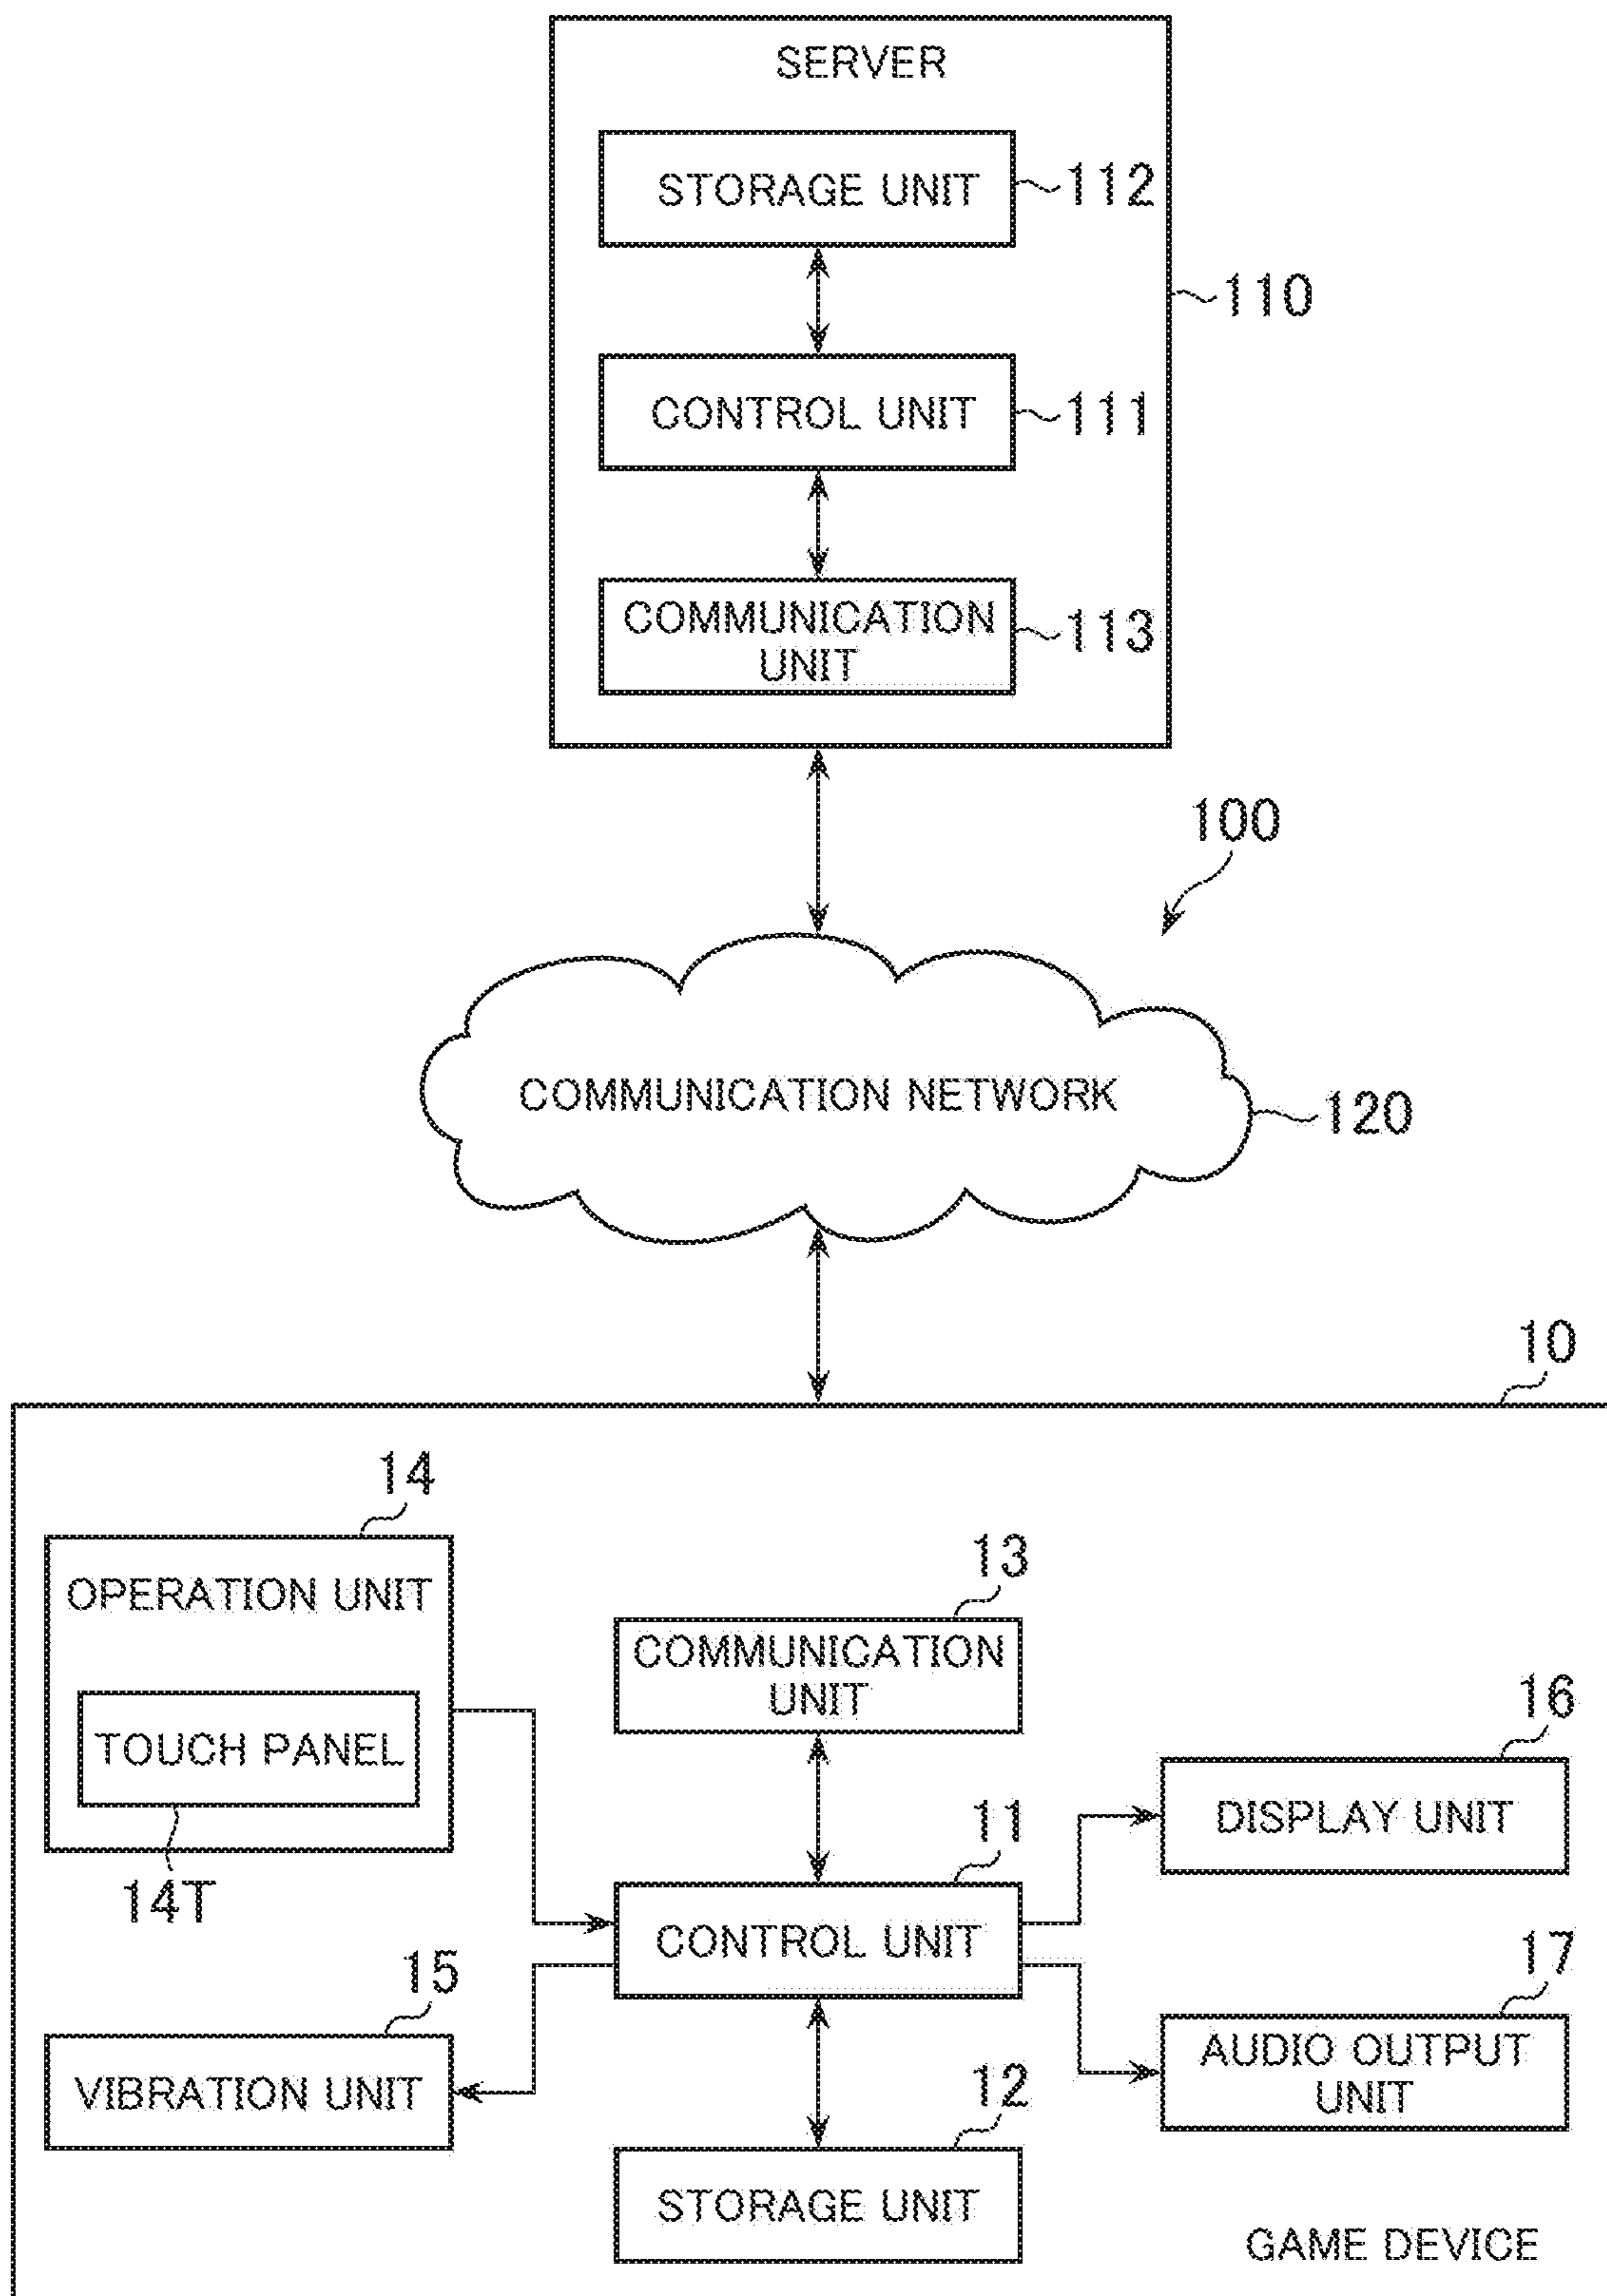 SERVER
STORAGE UNIT
112
110
CONTROL UNIT
111
COMMUNICATION
UNIT
113
100
COMMUNICATION NETWORK
120
10
14
OPERATION UNIT
TOUCH PANEL
14T
13
COMMUNICATION
UNIT
16
DISPLAY UNIT
11
CONTROL UNIT
15
VIBRATION UNIT
17
AUDIO OUTPUT
UNIT
12
STORAGE UNIT
GAME DEVICE